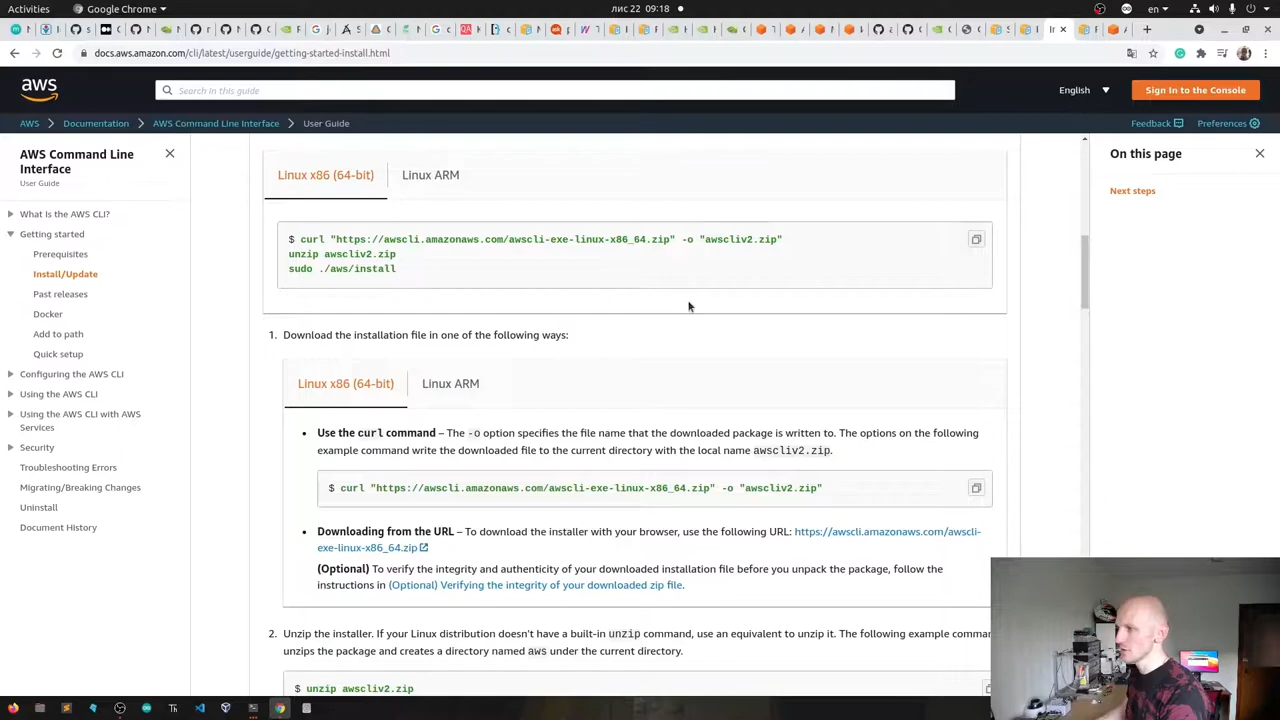 Activities
Google Chrome
лис 22 09:18
en
docs.aws.amazon.com/cli/latest/userguide/getting-started-install.html
aws
Search in this guide
English
Sign In to the Console
AWS
Documentation
AWS Command Line Interface
User Guide
Feedback
Preferences
AWS Command Line
Interface
User Guide
What Is the AWS CLI?
Getting started
Prerequisites
Install/Update
Past releases
Docker
Add to path
Quick setup
Configuring the AWS CLI
Using the AWS CLI
Using the AWS CLI with AWS
Services
Security
Troubleshooting Errors
Migrating/Breaking Changes
Uninstall
Document History
Linux x86 (64-bit)
Linux ARM
$ curl "https://awscli.amazonaws.com/awscli-exe-linux-x86_64.zip" -o "awscliv2.zip"
unzip awscliv2.zip
sudo ./aws/install
1. Download the installation file in one of the following ways:
Linux x86 (64-bit)
Linux ARM
• Use the curl command – The -o option specifies the file name that the downloaded package is written to. The options on the following
example command write the downloaded file to the current directory with the local name awscliv2.zip.
$ curl "https://awscli.amazonaws.com/awscli-exe-linux-x86_64.zip" -o "awscliv2.zip"
• Downloading from the URL – To download the installer with your browser, use the following URL: https://awscli.amazonaws.com/awscli-
exe-linux-x86_64.zip
(Optional) To verify the integrity and authenticity of your downloaded installation file before you unpack the package, follow the
instructions in (Optional) Verifying the integrity of your downloaded zip file.
2. Unzip the installer. If your Linux distribution doesn't have a built-in unzip command, use an equivalent to unzip it. The following example comman
unzips the package and creates a directory named aws under the current directory.
$ unzip awscliv2.zip
On this page
Next steps